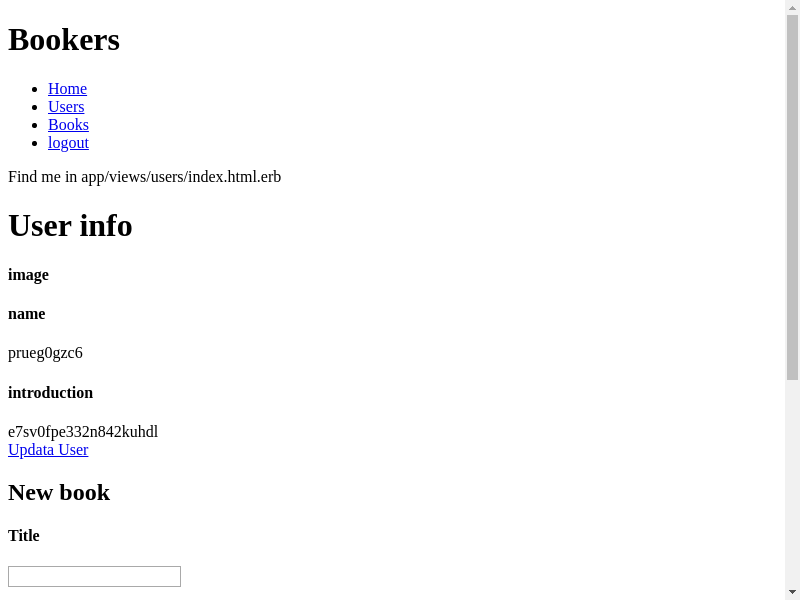 Bookers
Home
Users
Books
logout
Find me in app/views/users/index.html.erb
User info
image
name
prueg0gzc6
introduction
e7sv0fpe332n842kuhdl
Updata User
New book
Title